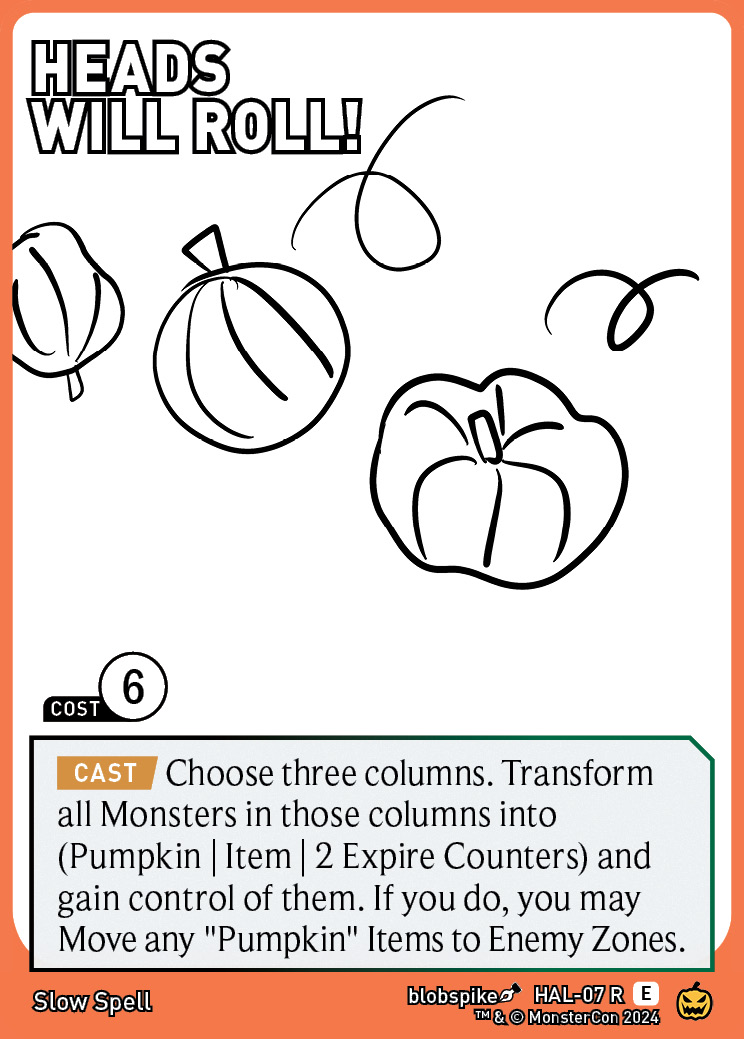 HEADS
WILL ROLL!
COST 6
CAST Choose three columns. Transform
all Monsters in those columns into
(Pumpkin | Item | 2 Expire Counters) and
gain control of them. If you do, you may
Move any "Pumpkin" Items to Enemy Zones.
Slow Spell
blobspike HAL-07 R E
™ & © MonsterCon 2024